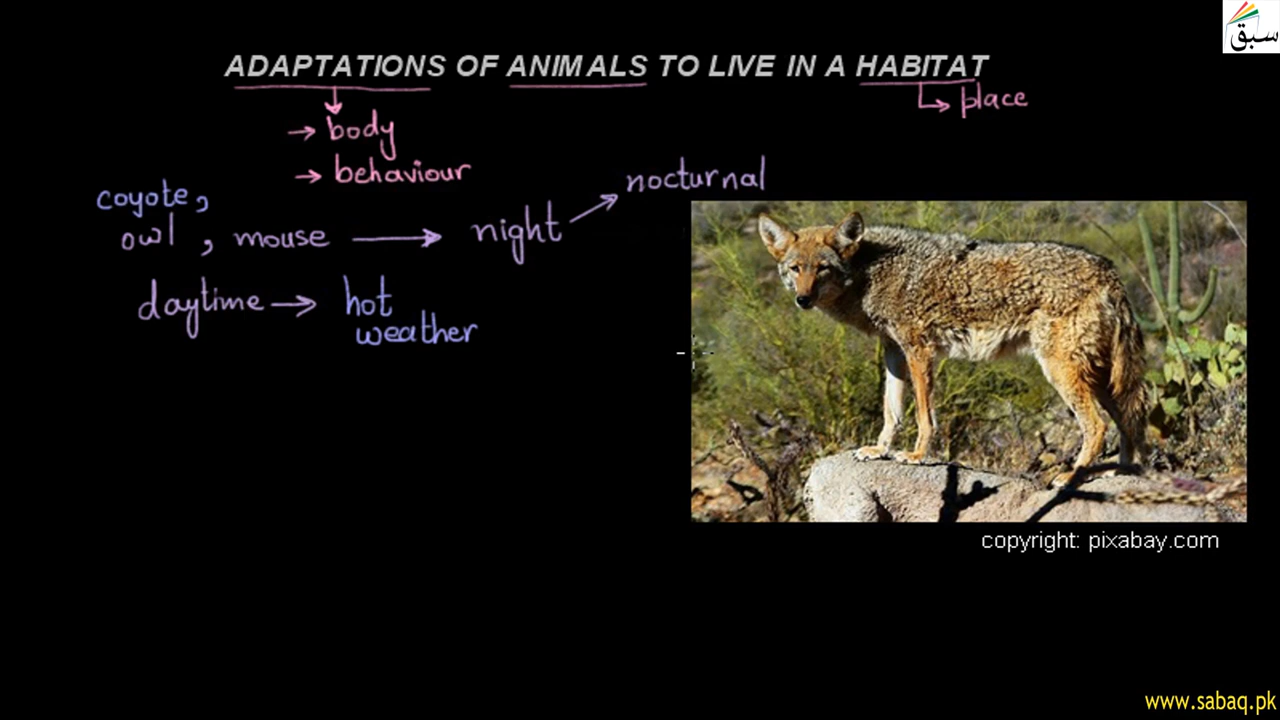 سبق
ADAPTATIONS OF ANIMALS TO LIVE IN A HABITAT
→ place
→ body
→ behaviour
nocturnal
coyote,
owl, mouse → night
daytime → hot
weather
copyright: pixabay.com
www.sabaq.pk